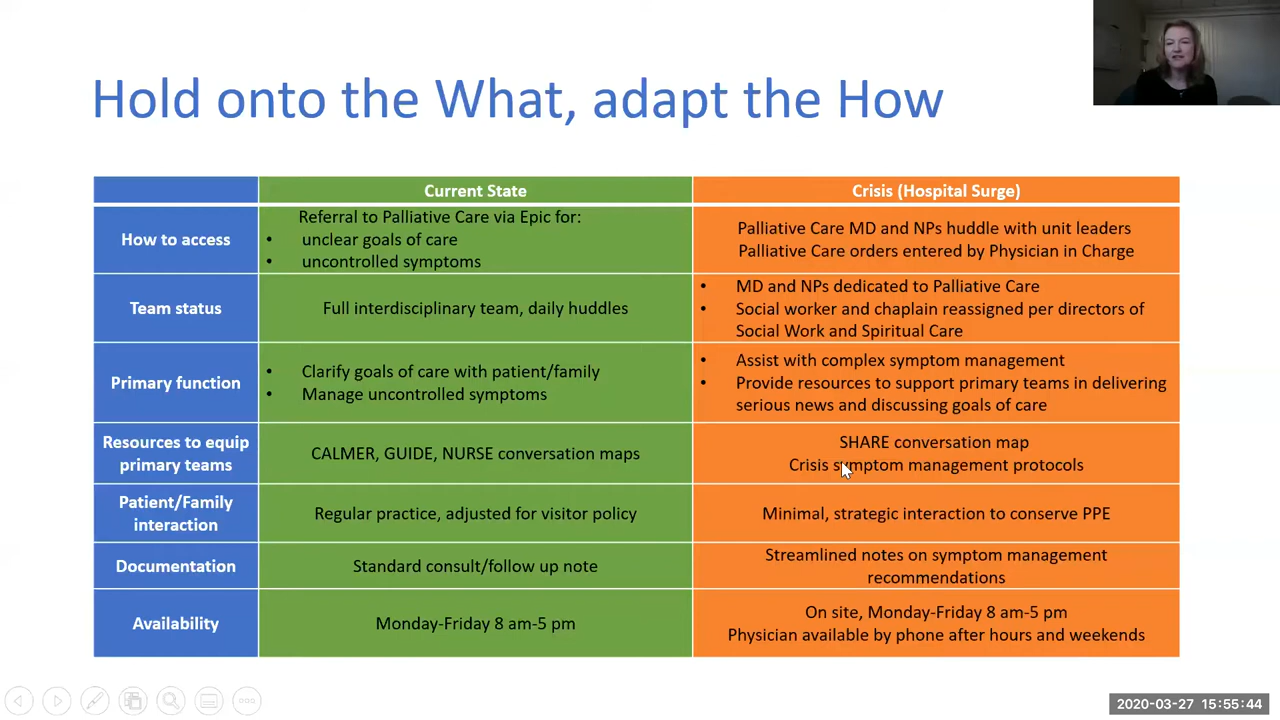 Hold onto the What, adapt the How
Current State
Crisis (Hospital Surge)
How to access
Referral to Palliative Care via Epic for:
• unclear goals of care
• uncontrolled symptoms
Palliative Care MD and NPs huddle with unit leaders
Palliative Care orders entered by Physician in Charge
Team status
Full interdisciplinary team, daily huddles
• MD and NPs dedicated to Palliative Care
• Social worker and chaplain reassigned per directors of
Social Work and Spiritual Care
Primary function
• Clarify goals of care with patient/family
• Manage uncontrolled symptoms
• Assist with complex symptom management
• Provide resources to support primary teams in delivering
serious news and discussing goals of care
Resources to equip
primary teams
CALMER, GUIDE, NURSE conversation maps
SHARE conversation map
Crisis symptom management protocols
Patient/Family
interaction
Regular practice, adjusted for visitor policy
Minimal, strategic interaction to conserve PPE
Documentation
Standard consult/follow up note
Streamlined notes on symptom management
recommendations
Availability
Monday-Friday 8 am-5 pm
On site, Monday-Friday 8 am-5 pm
Physician available by phone after hours and weekends
2020-03-27 15:55:44